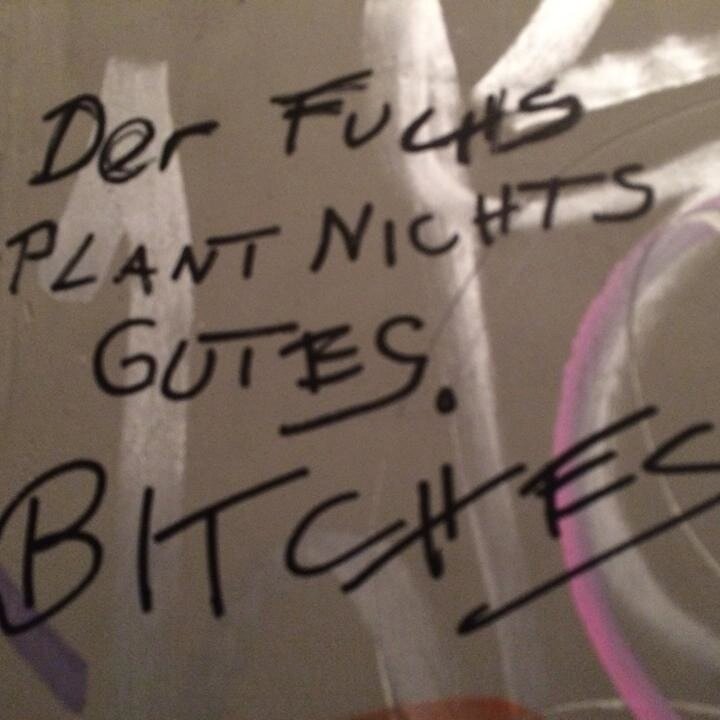 Der FUCHS
PLANT NICHTS
GUTES.
BITCHES